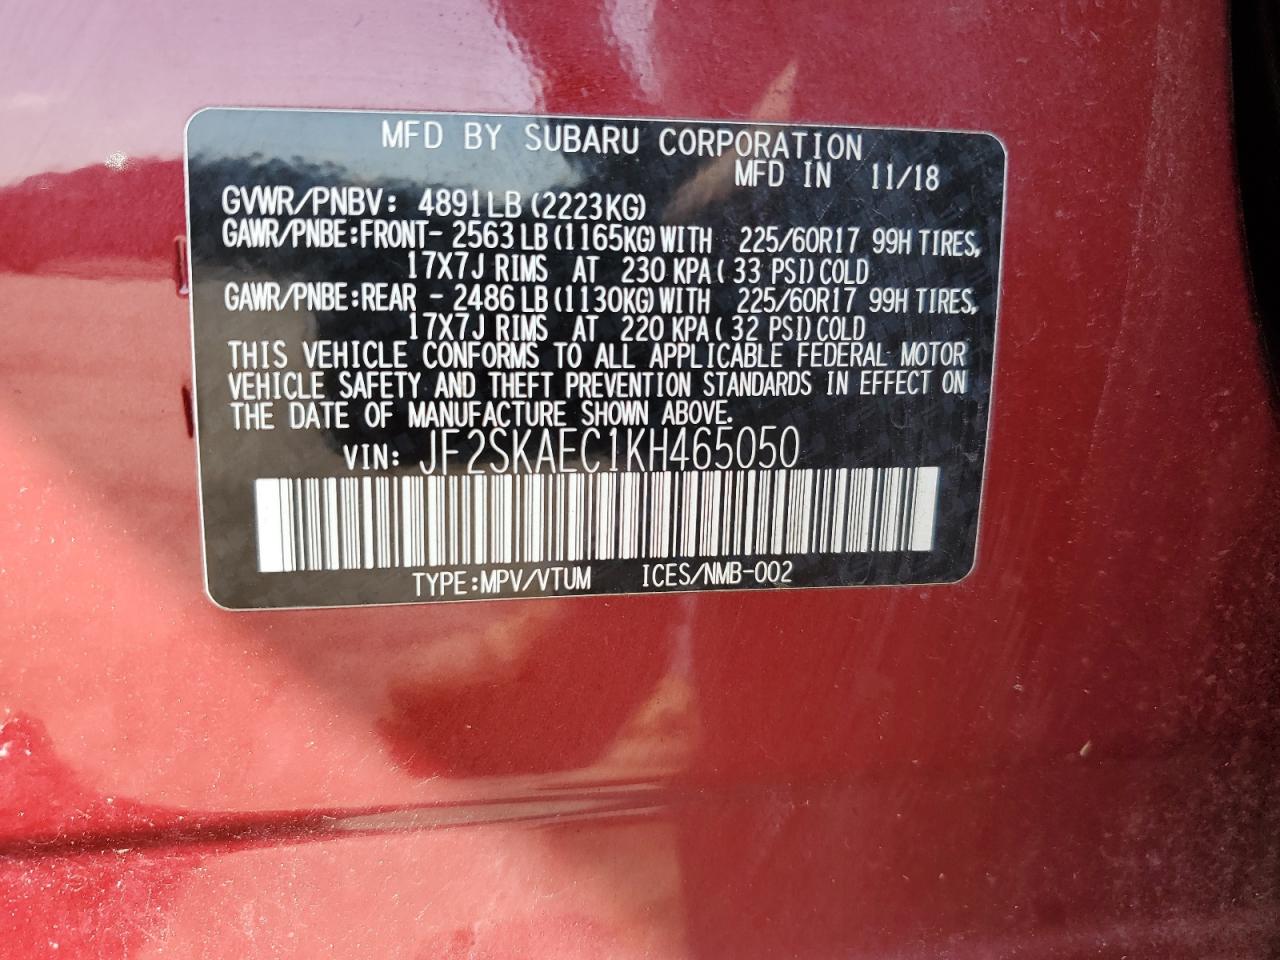 MFD BY SUBARU CORPORATION
MFD IN 11/18
GVWR/PNBV: 4891LB (2223KG)
GAWR/PNBE:FRONT- 2563LB(1165KG)WITH 225/60R17 99H TIRES,
17X7J RIMS AT 230 KPA( 33 PSI)COLD
GAWR/PNBE:REAR - 2486LB(1130KG)WITH 225/60R17 99H TIRES,
17X7J RIMS AT 220 KPA( 32 PSI)COLD
THIS VEHICLE CONFORMS TO ALL APPLICABLE FEDERAL MOTOR
VEHICLE SAFETY AND THEFT PREVENTION STANDARDS IN EFFECT ON
THE DATE OF MANUFACTURE SHOWN ABOVE.
VIN: JF2SKAEC1KH465050
TYPE:MPV/VTUM ICES/NMB-002